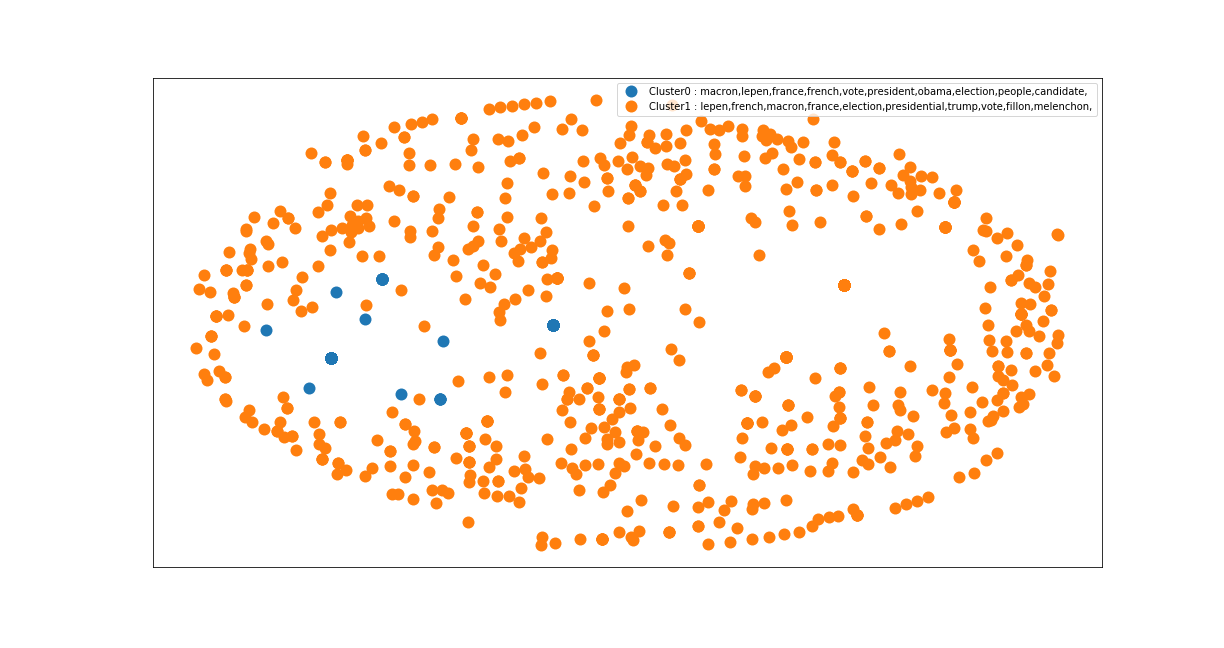 Cluster0 : macron,lepen,france,french,vote,president,obama,election,people,candidate,
Cluster1 : lepen,french,macron,france,election,presidential,trump,vote,fillon,melenchon,